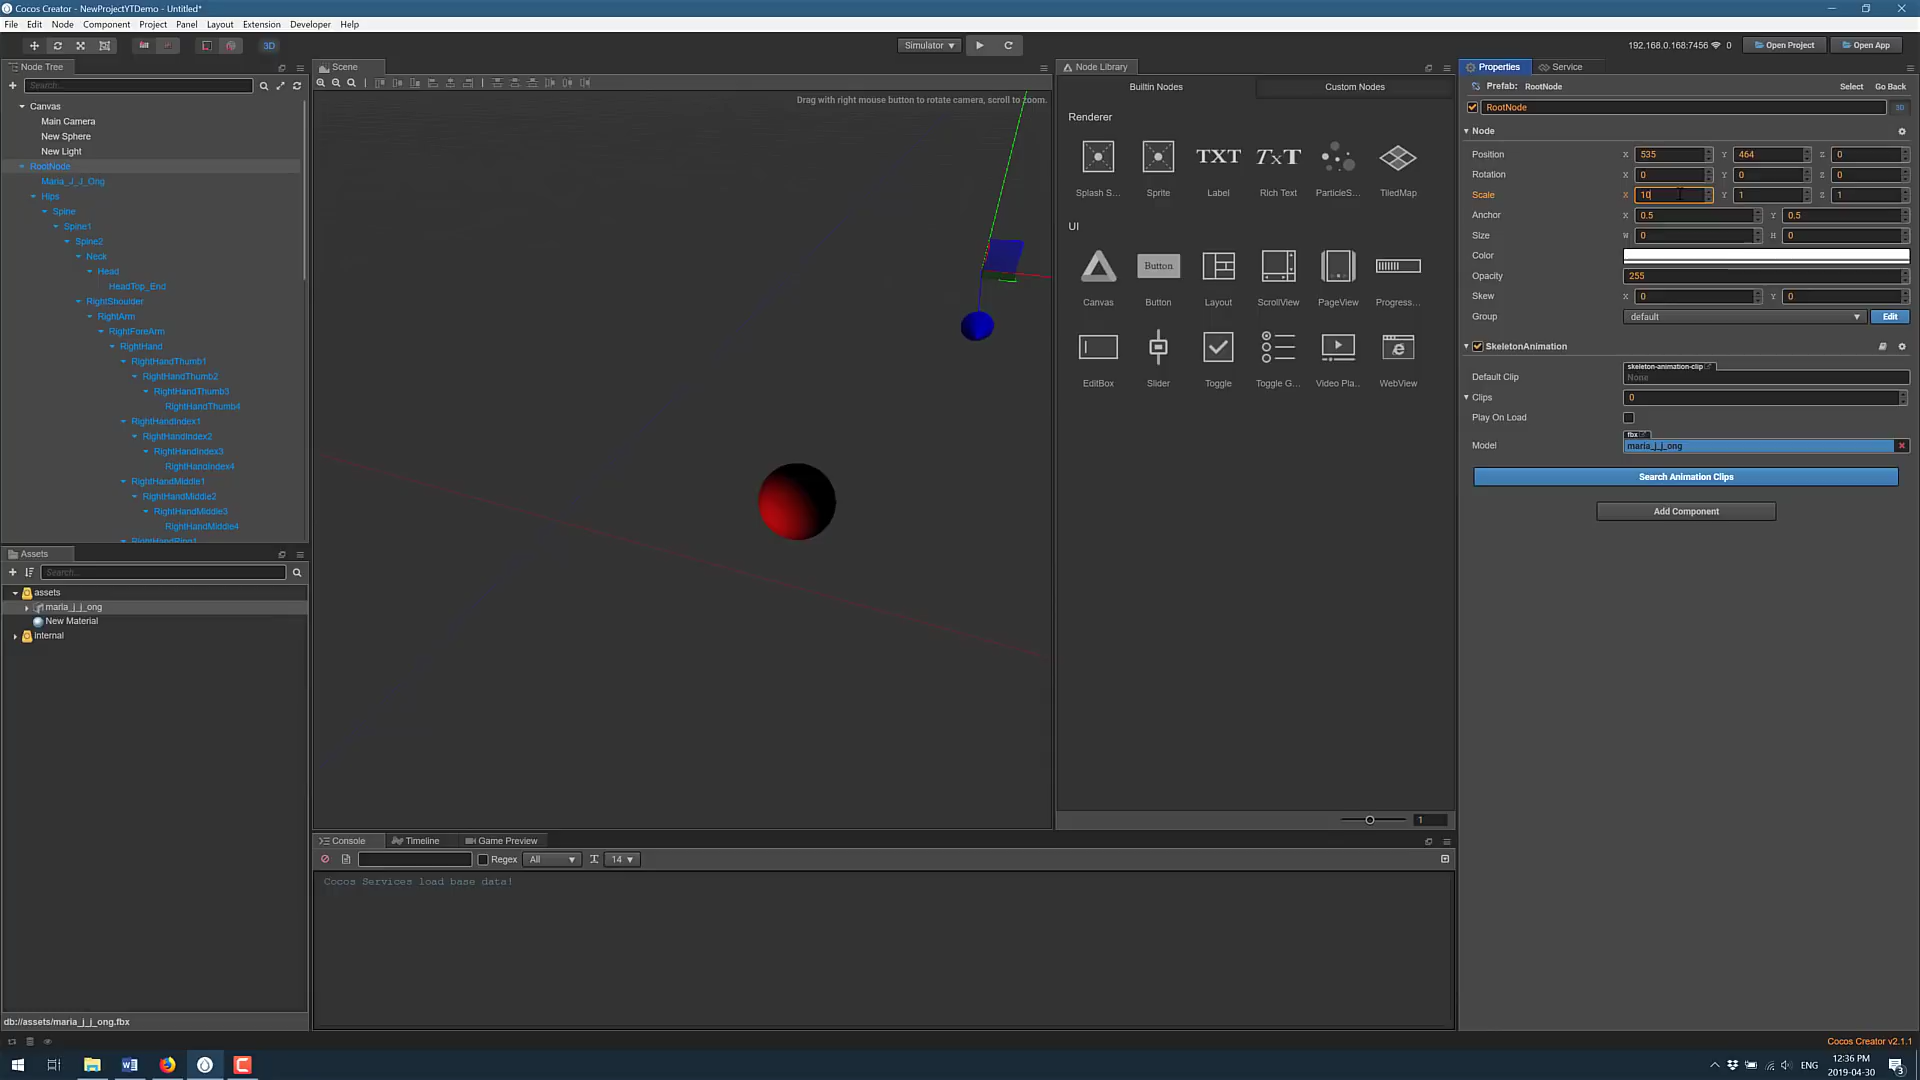 Cocos Creator - NewProjectYTDemo - Untitled*
File Edit Node Component Project Panel Layout Extension Developer Help
3D
Simulator
192.168.0.168:7456 0 Open Project Open App
Node Tree
Search...
Canvas
Main Camera
New Sphere
New Light
RootNode
Maria_J_J_Ong
Hips
Spine
Spine1
Spine2
Neck
Head
HeadTop_End
RightShoulder
RightArm
RightForeArm
RightHand
RightHandThumb1
RightHandThumb2
RightHandThumb3
RightHandThumb4
RightHandIndex1
RightHandIndex2
RightHandIndex3
RightHandIndex4
RightHandMiddle1
RightHandMiddle2
RightHandMiddle3
RightHandMiddle4
RightHandRing1
Assets
Search...
assets
maria_j_j_ong
New Material
internal
db://assets/maria_j_j_ong.fbx
Scene
Drag with right mouse button to rotate camera, scroll to zoom.
Node Library
Builtin Nodes Custom Nodes
Renderer
TXT TxT
Splash S... Sprite Label Rich Text ParticleS... TiledMap
UI
Button
Canvas Button Layout ScrollView PageView Progress...
EditBox Slider Toggle Toggle G... Video Pla... WebView
1
Console Timeline Game Preview
Regex All 14
Cocos Services load base data!
Properties Service
Prefab: RootNode Select Go Back
RootNode 3D
Node
Position X 535 Y 464 Z 0
Rotation X 0 Y 0 Z 0
Scale X 10 Y 1 Z 1
Anchor X 0.5 Y 0.5
Size W 0 H 0
Color
Opacity 255
Skew X 0 Y 0
Group default Edit
SkeletonAnimation
skeleton-animation-clip
Default Clip None
Clips 0
Play On Load
fbx
Model maria_j_j_ong
Search Animation Clips
Add Component
Cocos Creator v2.1.1
ENG
12:36 PM
2019-04-30
3